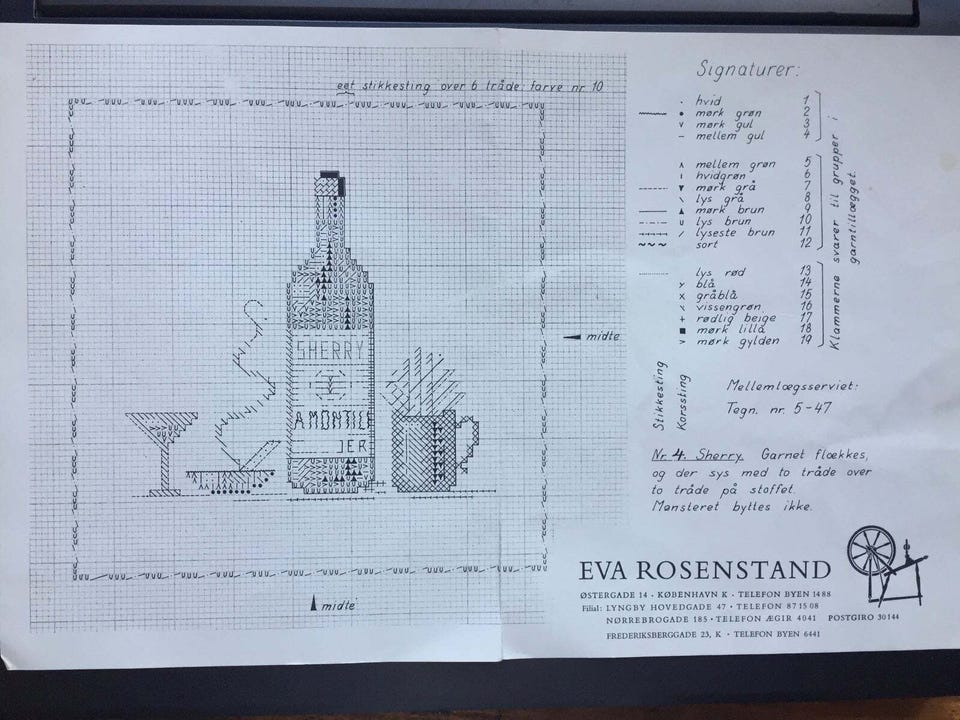 eet stikkesting over 6 tråde: farve nr 10
SHERRY
AMONTILL
JER
midte
midte
Signaturer:
hvid 1
mørk grøn 2
mørk gul 3
mellem gul 4
mellem grøn 5
hvidgrøn 6
mørk grå 7
lys grå 8
mørk brun 9
lys brun 10
lyseste brun 11
sort 12
lys rød 13
blå 14
gråblå 15
vissengrøn 16
rødlig beige 17
mørk lilla 18
mørk gylden 19
Klammerne svarer til grupper i
garntillægget.
Stikkesting
Korssting
Mellemlægsserviet:
Tegn. nr. 5-47
Nr. 4. Sherry. Garnet flækkes,
og der sys med to tråde over
to tråde på stoffet.
Mønsteret byttes ikke.
EVA ROSENSTAND
ØSTERGADE 14 · KØBENHAVN K · TELEFON BYEN 1488
Filial: LYNGBY HOVEDGADE 47 · TELEFON 87 15 08
NØRREBROGADE 185 · TELEFON ÆGIR 4041 POSTGIRO 30144
FREDERIKSBERGGADE 23, K · TELEFON BYEN 6441